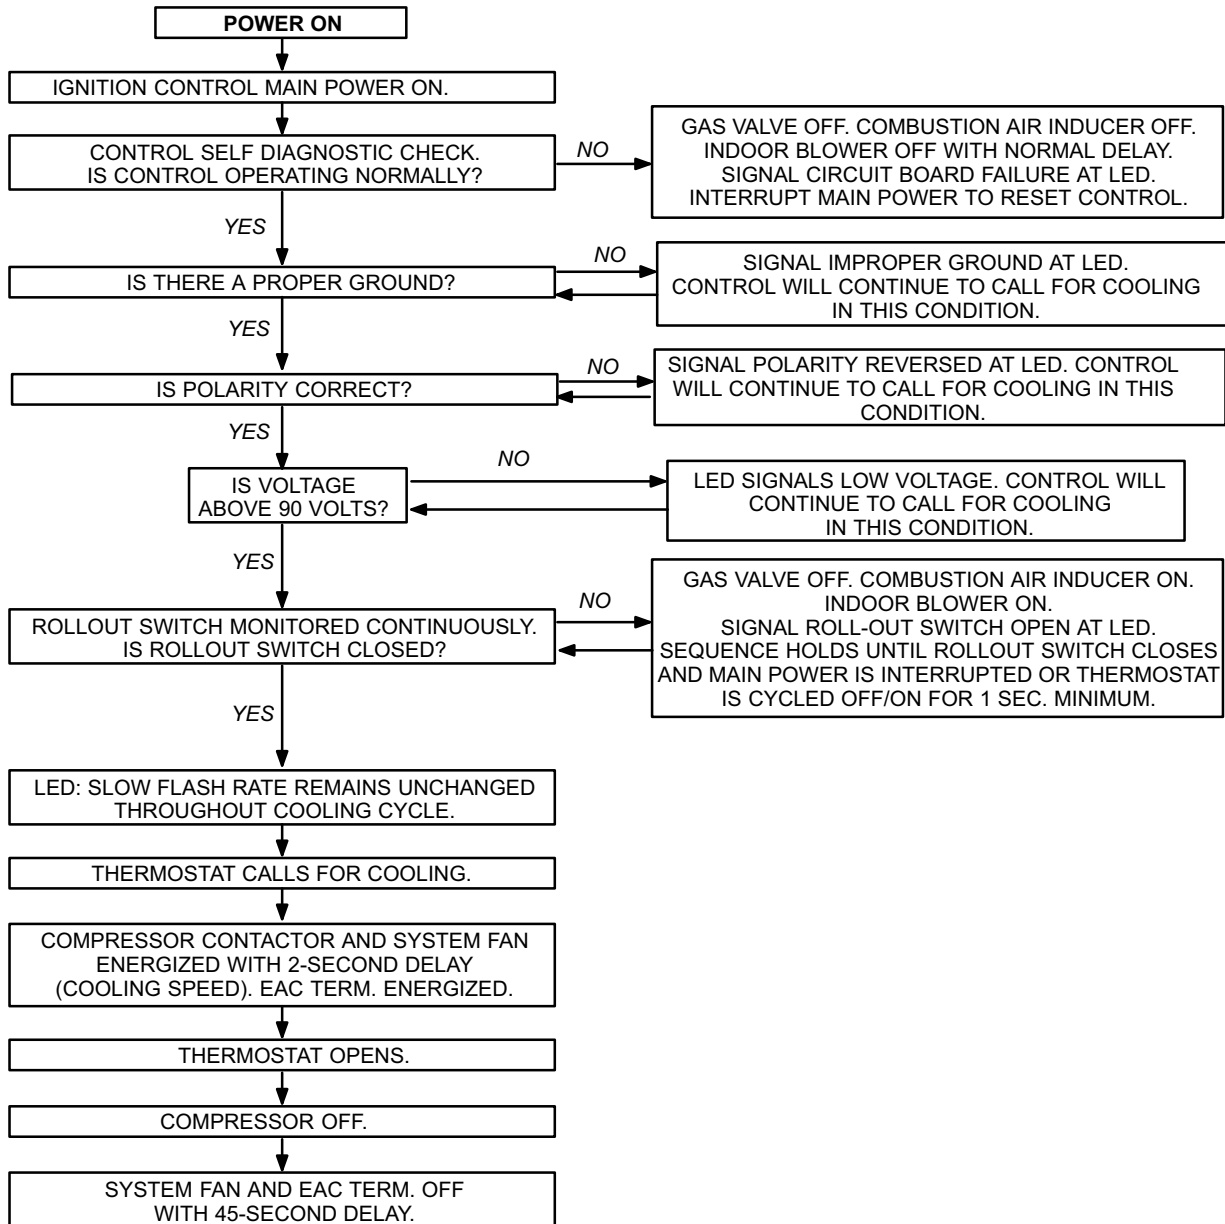 POWER ON
IGNITION CONTROL MAIN POWER ON.
CONTROL SELF DIAGNOSTIC CHECK.
IS CONTROL OPERATING NORMALLY?
NO
GAS VALVE OFF. COMBUSTION AIR INDUCER OFF.
INDOOR BLOWER OFF WITH NORMAL DELAY.
SIGNAL CIRCUIT BOARD FAILURE AT LED.
INTERRUPT MAIN POWER TO RESET CONTROL.
YES
IS THERE A PROPER GROUND?
NO
SIGNAL IMPROPER GROUND AT LED.
CONTROL WILL CONTINUE TO CALL FOR COOLING
IN THIS CONDITION.
YES
IS POLARITY CORRECT?
NO
SIGNAL POLARITY REVERSED AT LED. CONTROL
WILL CONTINUE TO CALL FOR COOLING IN THIS
CONDITION.
YES
IS VOLTAGE
ABOVE 90 VOLTS?
NO
LED SIGNALS LOW VOLTAGE. CONTROL WILL
CONTINUE TO CALL FOR COOLING
IN THIS CONDITION.
YES
ROLLOUT SWITCH MONITORED CONTINUOUSLY.
IS ROLLOUT SWITCH CLOSED?
NO
GAS VALVE OFF. COMBUSTION AIR INDUCER ON.
INDOOR BLOWER ON.
SIGNAL ROLL-OUT SWITCH OPEN AT LED.
SEQUENCE HOLDS UNTIL ROLLOUT SWITCH CLOSES
AND MAIN POWER IS INTERRUPTED OR THERMOSTAT
IS CYCLED OFF/ON FOR 1 SEC. MINIMUM.
YES
LED: SLOW FLASH RATE REMAINS UNCHANGED
THROUGHOUT COOLING CYCLE.
THERMOSTAT CALLS FOR COOLING.
COMPRESSOR CONTACTOR AND SYSTEM FAN
ENERGIZED WITH 2-SECOND DELAY
(COOLING SPEED). EAC TERM. ENERGIZED.
THERMOSTAT OPENS.
COMPRESSOR OFF.
SYSTEM FAN AND EAC TERM. OFF
WITH 45-SECOND DELAY.